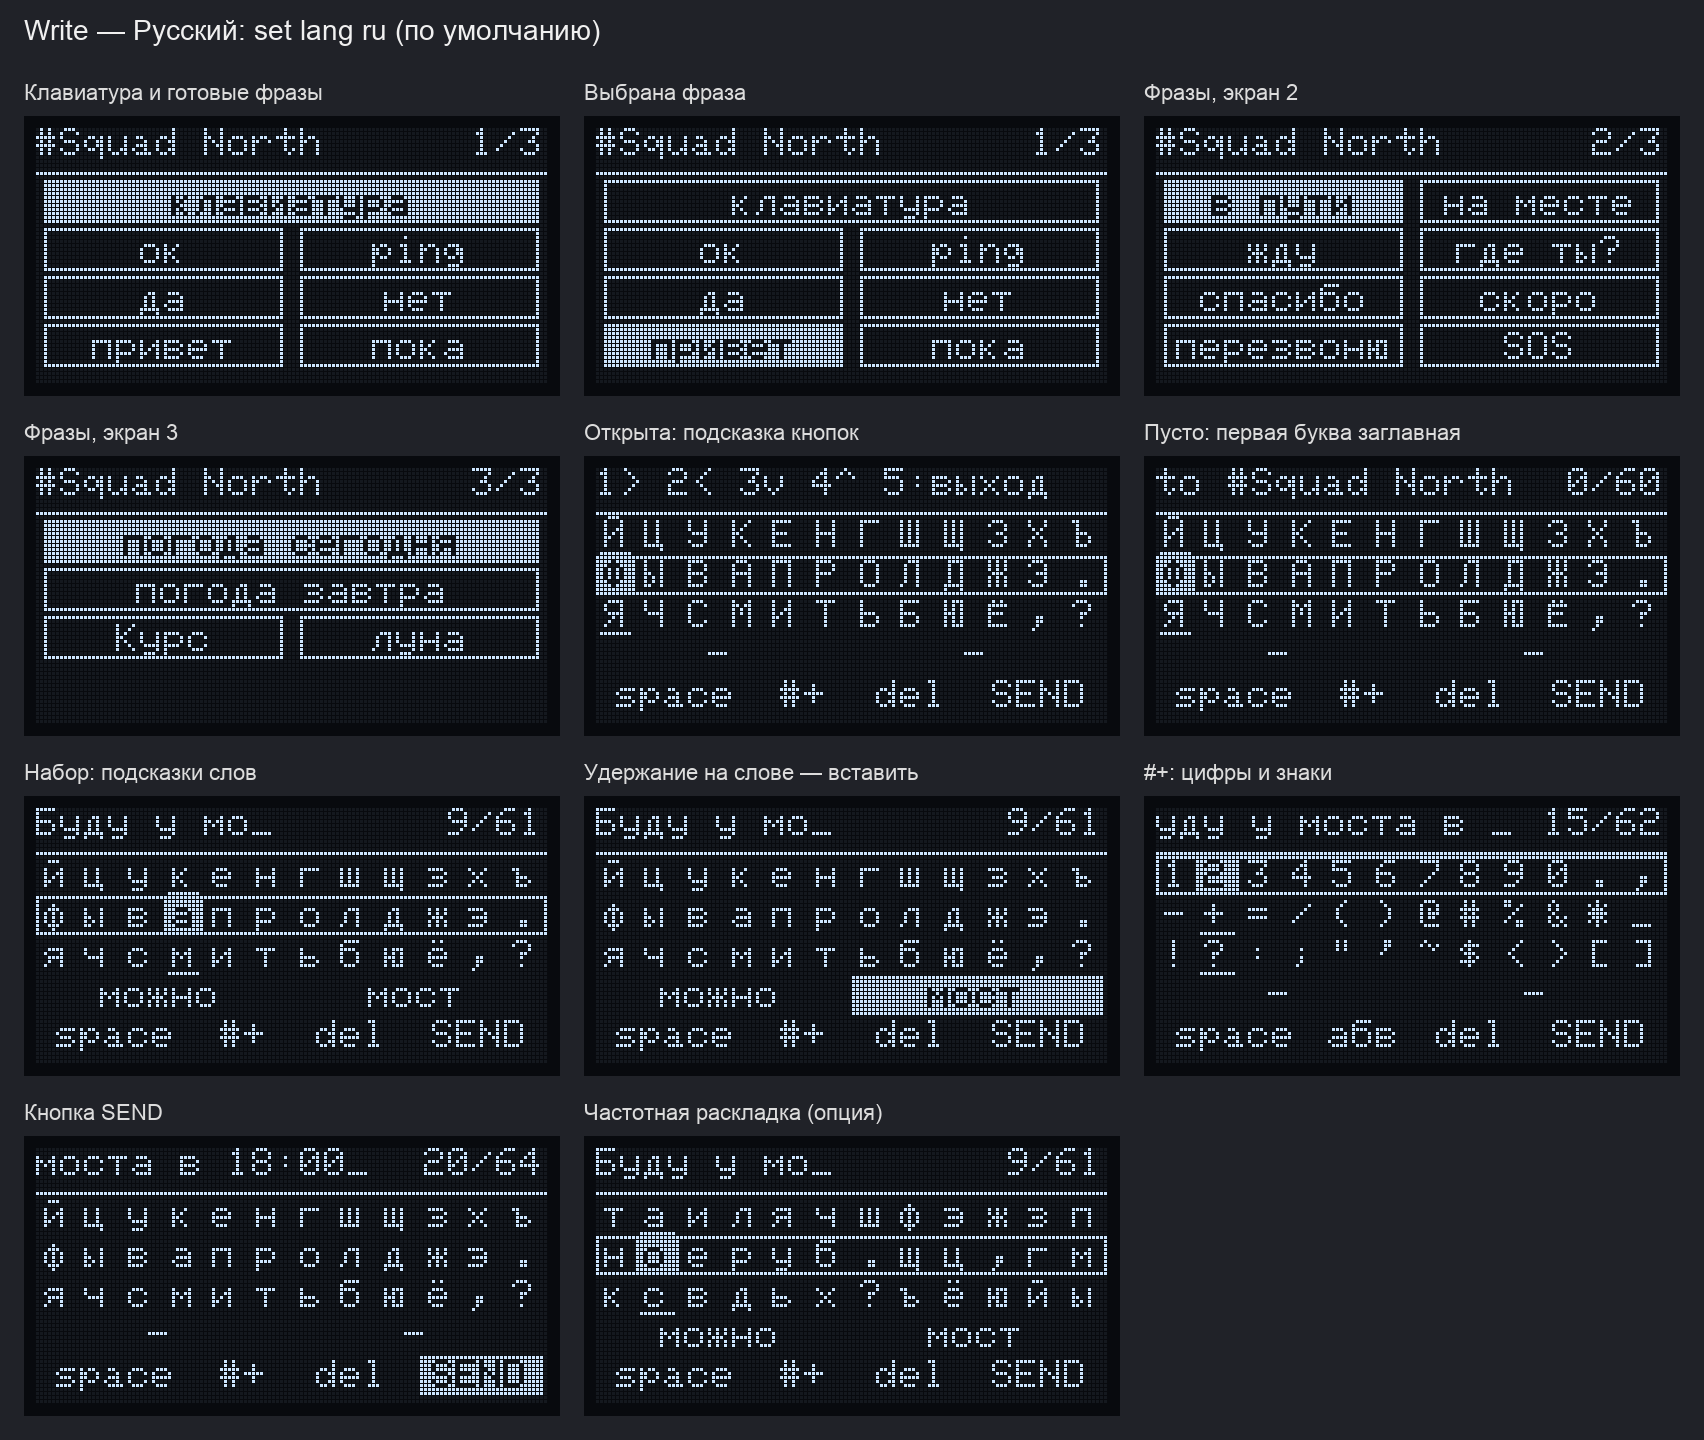 Write — Русский: set lang ru (по умолчанию)
Клавиатура и готовые фразы
#Squad North 1/3
клавиатура
ок ping
да нет
привет пока
Выбрана фраза
#Squad North 1/3
клавиатура
ок ping
да нет
привет пока
Фразы, экран 2
#Squad North 2/3
в пути на месте
жду где ты?
спасибо скоро
перезвоню SOS
Фразы, экран 3
#Squad North 3/3
погода сегодня
погода завтра
Курс луна
Открыта: подсказка кнопок
1> 2< 3v 4^ 5:выход
Й Ц У К Е Н Г Ш Щ З Х Ъ
Ф Ы В А П Р О Л Д Ж Э .
Я Ч С М И Т Ь Б Ю Ё , ?
— —
space #+ del SEND
Пусто: первая буква заглавная
to #Squad North 0/60
Й Ц У К Е Н Г Ш Щ З Х Ъ
Ф Ы В А П Р О Л Д Ж Э .
Я Ч С М И Т Ь Б Ю Ё , ?
— —
space #+ del SEND
Набор: подсказки слов
Буду у мо_ 9/61
й ц у к е н г ш щ з х ъ
ф ы в а п р о л д ж э .
я ч с м и т ь б ю ё , ?
можно мост
space #+ del SEND
Удержание на слове — вставить
Буду у мо_ 9/61
й ц у к е н г ш щ з х ъ
ф ы в а п р о л д ж э .
я ч с м и т ь б ю ё , ?
можно мост
space #+ del SEND
#+: цифры и знаки
уду у моста в _ 15/62
1 2 3 4 5 6 7 8 9 0 . ,
- + = / ( ) @ # % & * _
! ? : ; " ' ~ $ < > [ ]
— —
space абв del SEND
Кнопка SEND
моста в 18:00_ 20/64
й ц у к е н г ш щ з х ъ
ф ы в а п р о л д ж э .
я ч с м и т ь б ю ё , ?
— —
space #+ del SEND
Частотная раскладка (опция)
Буду у мо_ 9/61
т а и л я ч ш ф э ж з п
н о е р у б . щ ц , г м
к с в д ь х ? ъ ё ю й ы
можно мост
space #+ del SEND